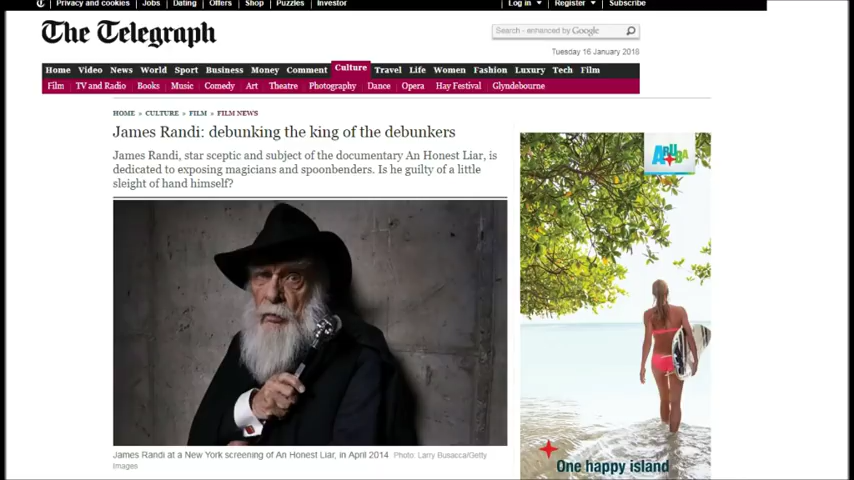 Privacy and cookies Jobs Dating Offers Shop Puzzles Investor Log in Register Subscribe
The Telegraph
Search - enhanced by Google
Tuesday 16 January 2018
Home Video News World Sport Business Money Comment Culture Travel Life Women Fashion Luxury Tech Film
Film TV and Radio Books Music Comedy Art Theatre Photography Dance Opera Hay Festival Glyndebourne
HOME » CULTURE » FILM » FILM NEWS
James Randi: debunking the king of the debunkers
James Randi, star sceptic and subject of the documentary An Honest Liar, is
dedicated to exposing magicians and spoonbenders. Is he guilty of a little
sleight of hand himself?
James Randi at a New York screening of An Honest Liar, in April 2014 Photo: Larry Busacca/Getty
Images
ARUBA
One happy island